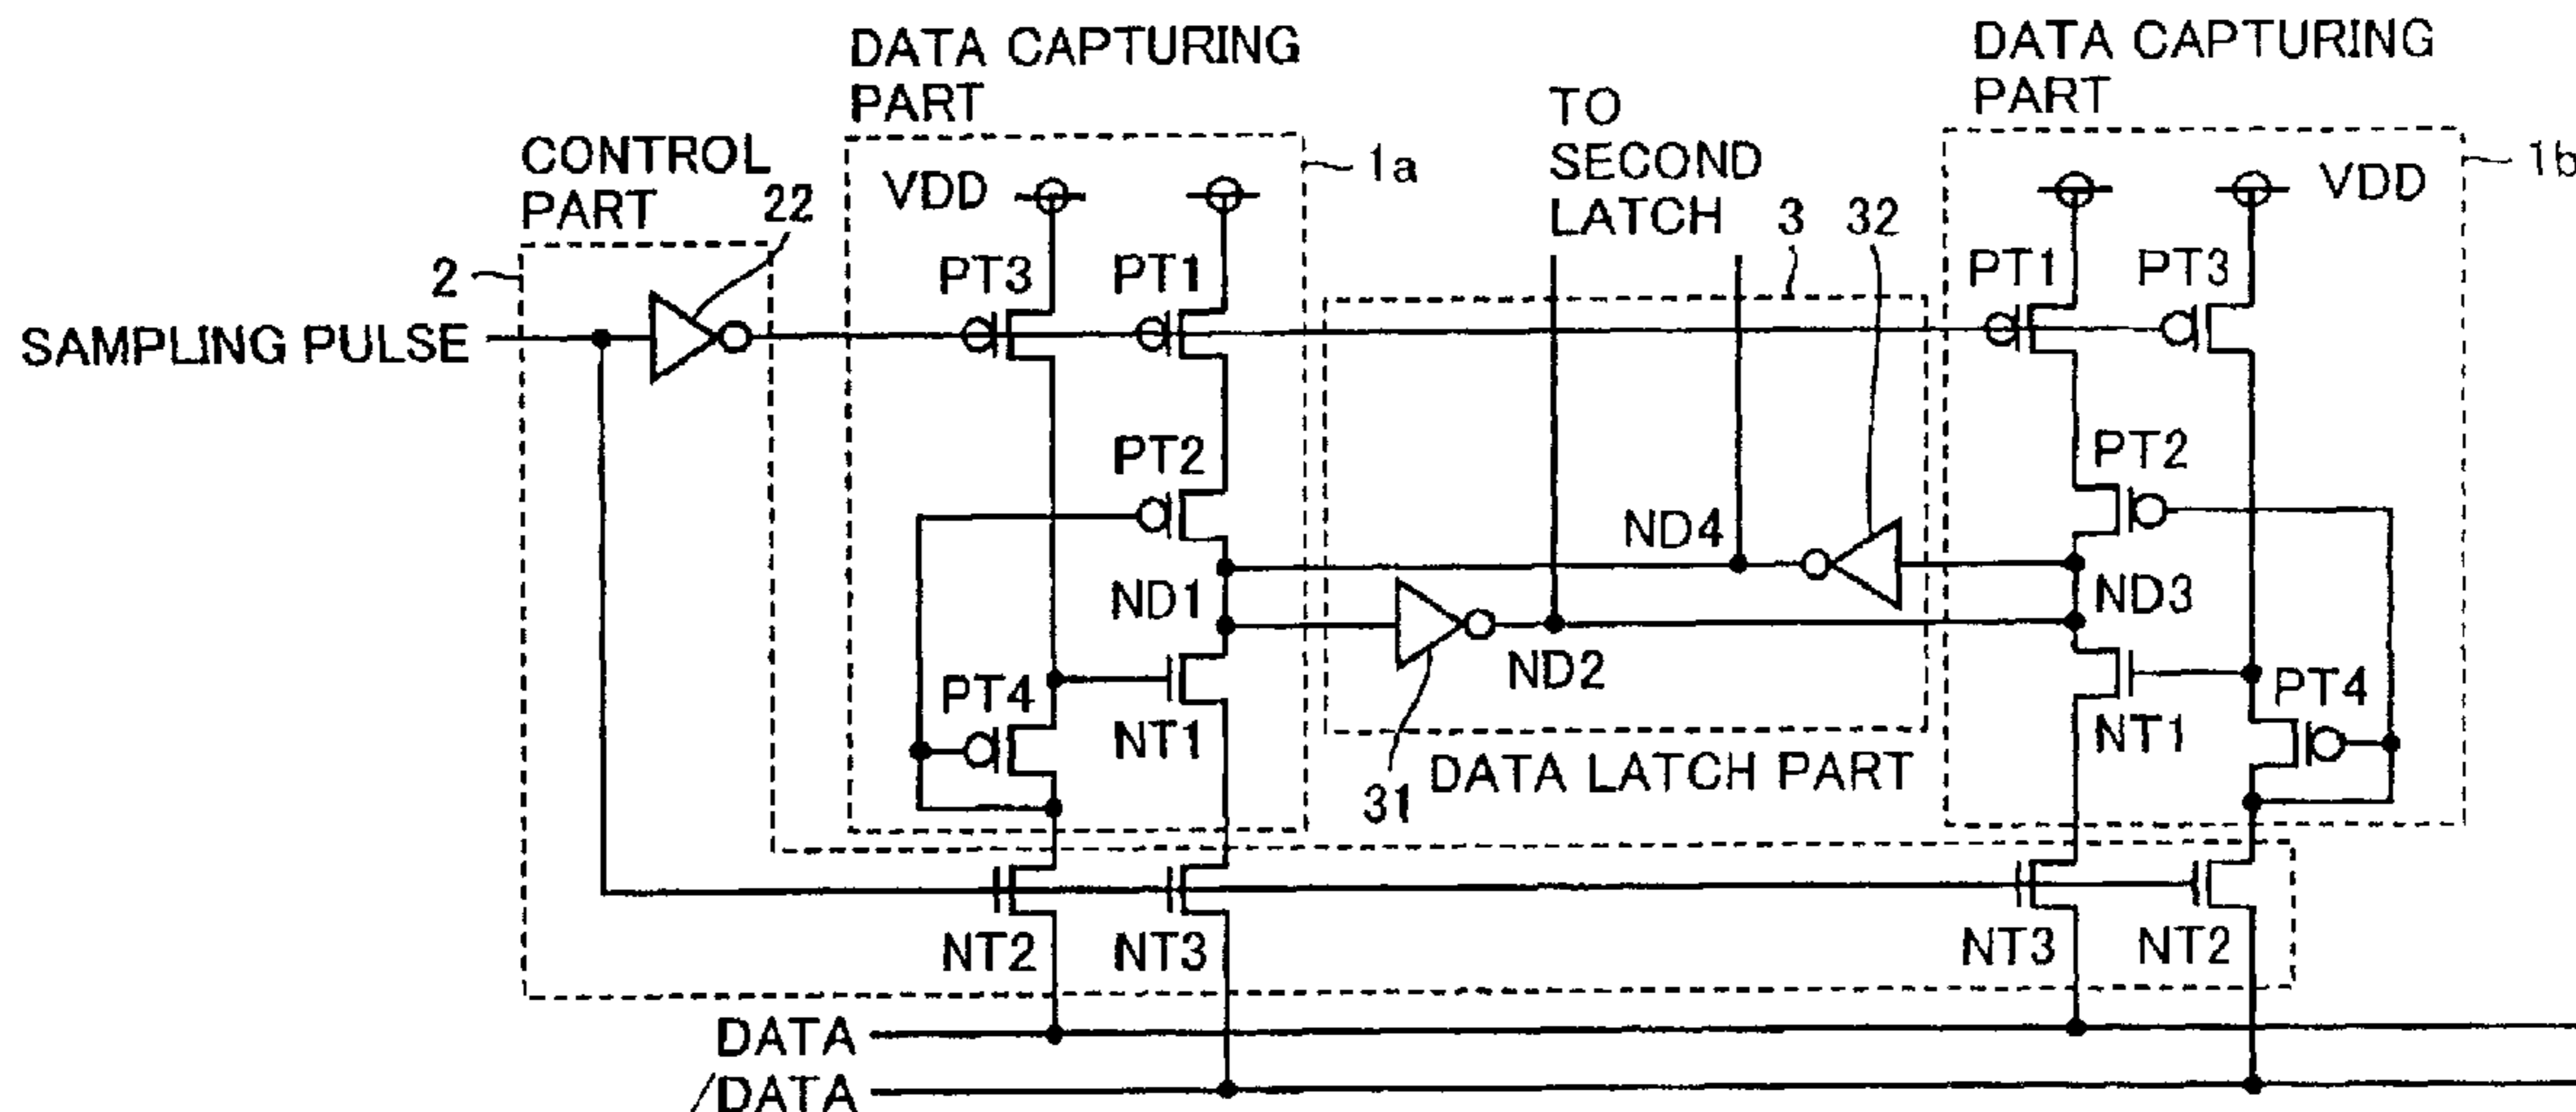 DATA CAPTURING
PART
DATA CAPTURING
PART
TO
SECOND
LATCH
CONTROL
PART
22
1a
VDD
3
32
1b
VDD
2
PT3
PT1
PT1
PT3
SAMPLING PULSE
PT2
PT2
ND4
ND1
ND3
ND2
PT4
NT1
PT4
NT1
31
DATA LATCH PART
NT2
NT3
NT3
NT2
DATA
/DATA